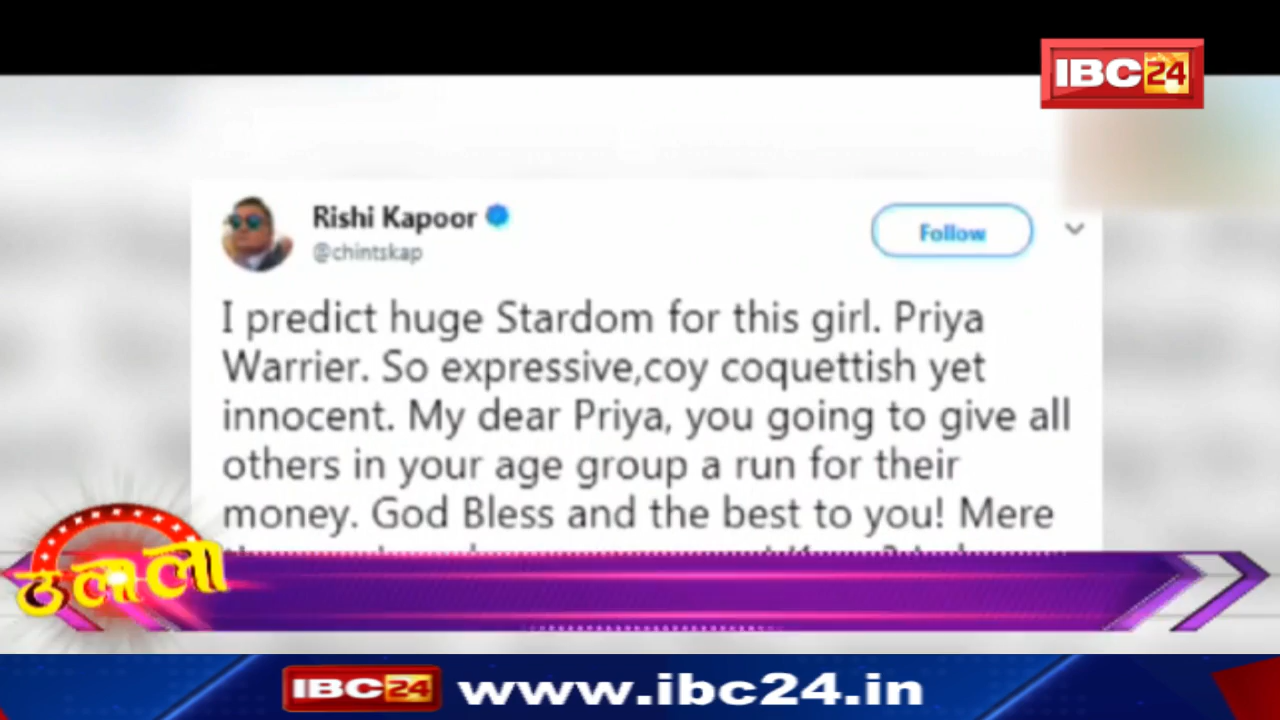 IBC24
Rishi Kapoor
@chintskap
Follow
I predict huge Stardom for this girl. Priya
Warrier. So expressive,coy coquettish yet
innocent. My dear Priya, you going to give all
others in your age group a run for their
money. God Bless and the best to you! Mere
ठलाला
IBC24 www.ibc24.in